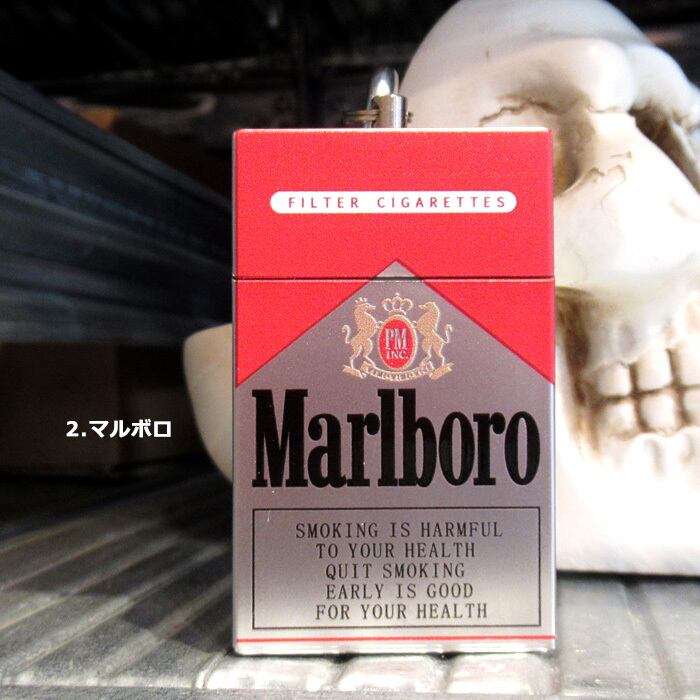 FILTER CIGARETTES
PM
INC.
Marlboro
2.マルボロ
SMOKING IS HARMFUL
TO YOUR HEALTH
QUIT SMOKING
EARLY IS GOOD
FOR YOUR HEALTH